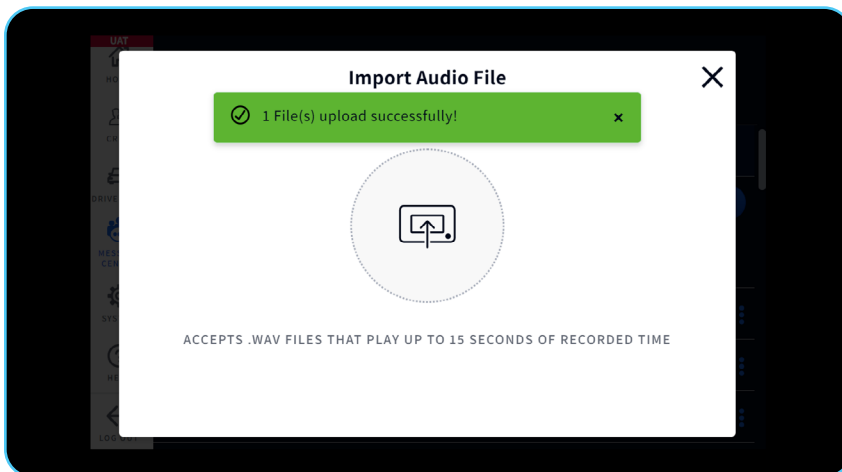 UAT
Import Audio File
1 File(s) upload successfully!
ACCEPTS .WAV FILES THAT PLAY UP TO 15 SECONDS OF RECORDED TIME
LOG OUT